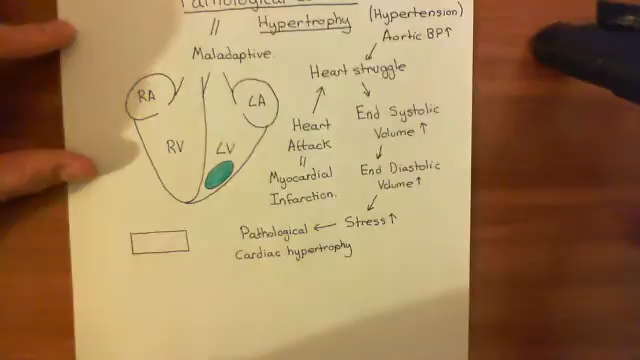 Pathological
Hypertrophy
||
Maladaptive.
(Hypertension)
Aortic BP↑
Heart struggle
End Systolic
Volume ↑
End Diastolic
Volume ↑
Stress ↑
Pathological
Cardiac hypertrophy
Heart
Attack
||
Myocardial
Infarction.
RA
LA
RV
LV